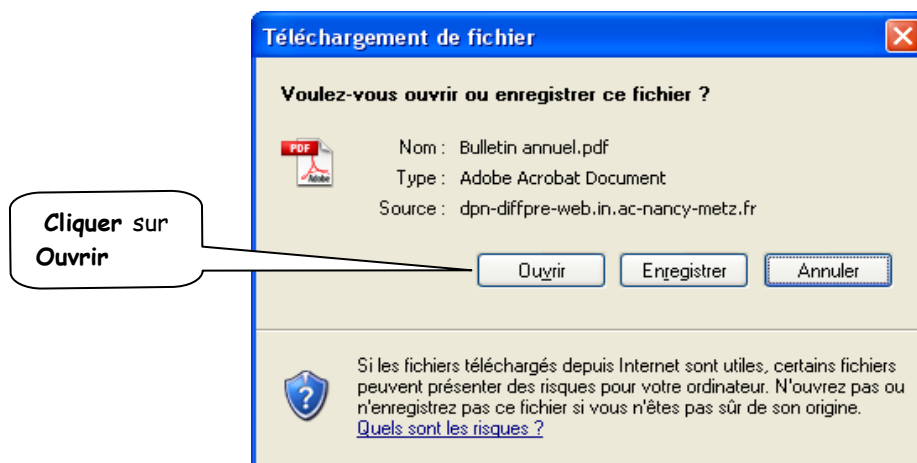 Téléchargement de fichier
Voulez-vous ouvrir ou enregistrer ce fichier ?
PDF
Adobe
Nom : Bulletin annuel.pdf
Type : Adobe Acrobat Document
Source : dpn-diffpre-web.in.ac-nancy-metz.fr
Cliquer sur
Ouvrir
Ouvrir Enregistrer Annuler
Si les fichiers téléchargés depuis Internet sont utiles, certains fichiers
peuvent présenter des risques pour votre ordinateur. N'ouvrez pas ou
n'enregistrez pas ce fichier si vous n'êtes pas sûr de son origine.
Quels sont les risques ?